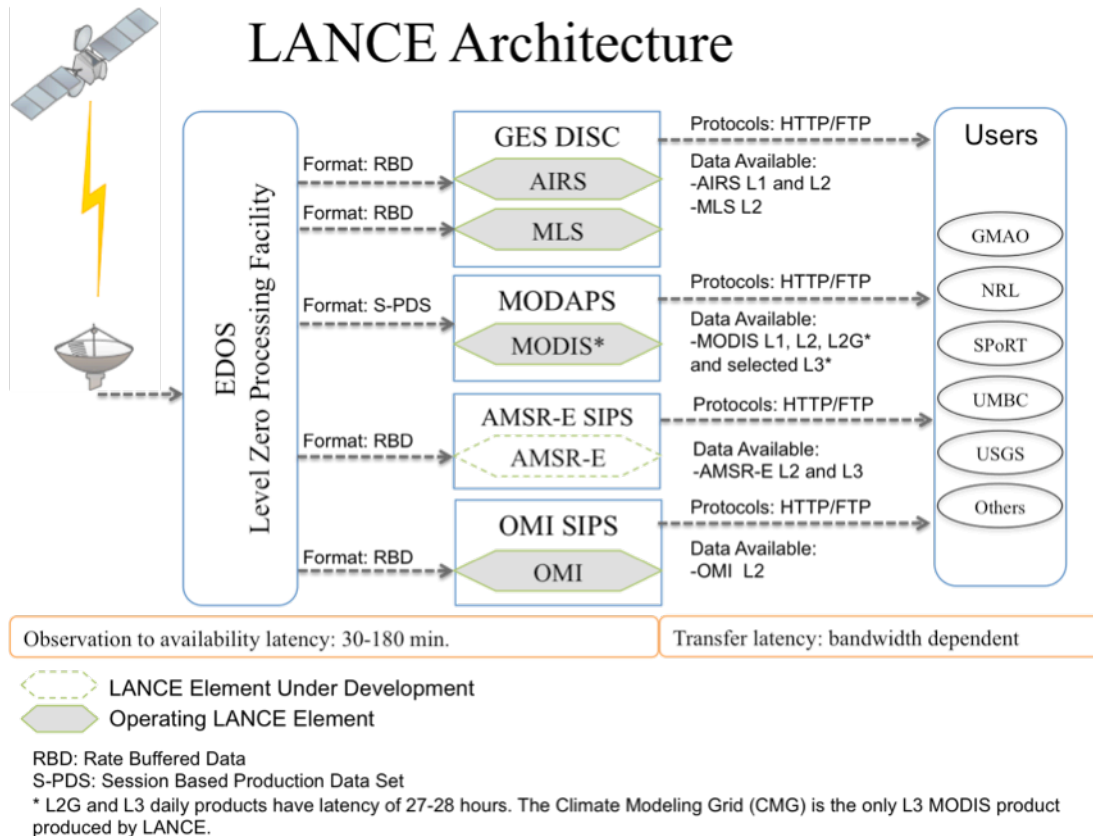 LANCE Architecture
EDOS
Level Zero Processing Facility
Format: RBD
Format: RBD
Format: S-PDS
Format: RBD
Format: RBD
GES DISC
AIRS
MLS
MODAPS
MODIS*
AMSR-E SIPS
AMSR-E
OMI SIPS
OMI
Protocols: HTTP/FTP
Data Available:
-AIRS L1 and L2
-MLS L2
Protocols: HTTP/FTP
Data Available:
-MODIS L1, L2, L2G*
and selected L3*
Protocols: HTTP/FTP
Data Available:
-AMSR-E L2 and L3
Protocols: HTTP/FTP
Data Available:
-OMI L2
Users
GMAO
NRL
SPoRT
UMBC
USGS
Others
Observation to availability latency: 30-180 min.
Transfer latency: bandwidth dependent
LANCE Element Under Development
Operating LANCE Element
RBD: Rate Buffered Data
S-PDS: Session Based Production Data Set
* L2G and L3 daily products have latency of 27-28 hours. The Climate Modeling Grid (CMG) is the only L3 MODIS product
produced by LANCE.